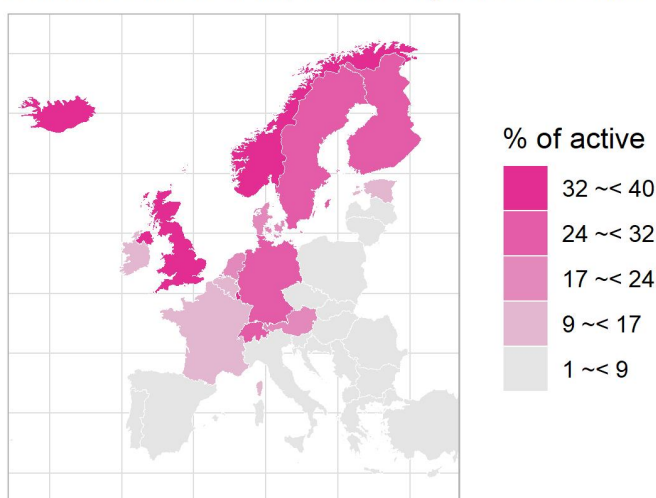 % of active
32 ~< 40
24 ~< 32
17 ~< 24
9 ~< 17
1 ~< 9